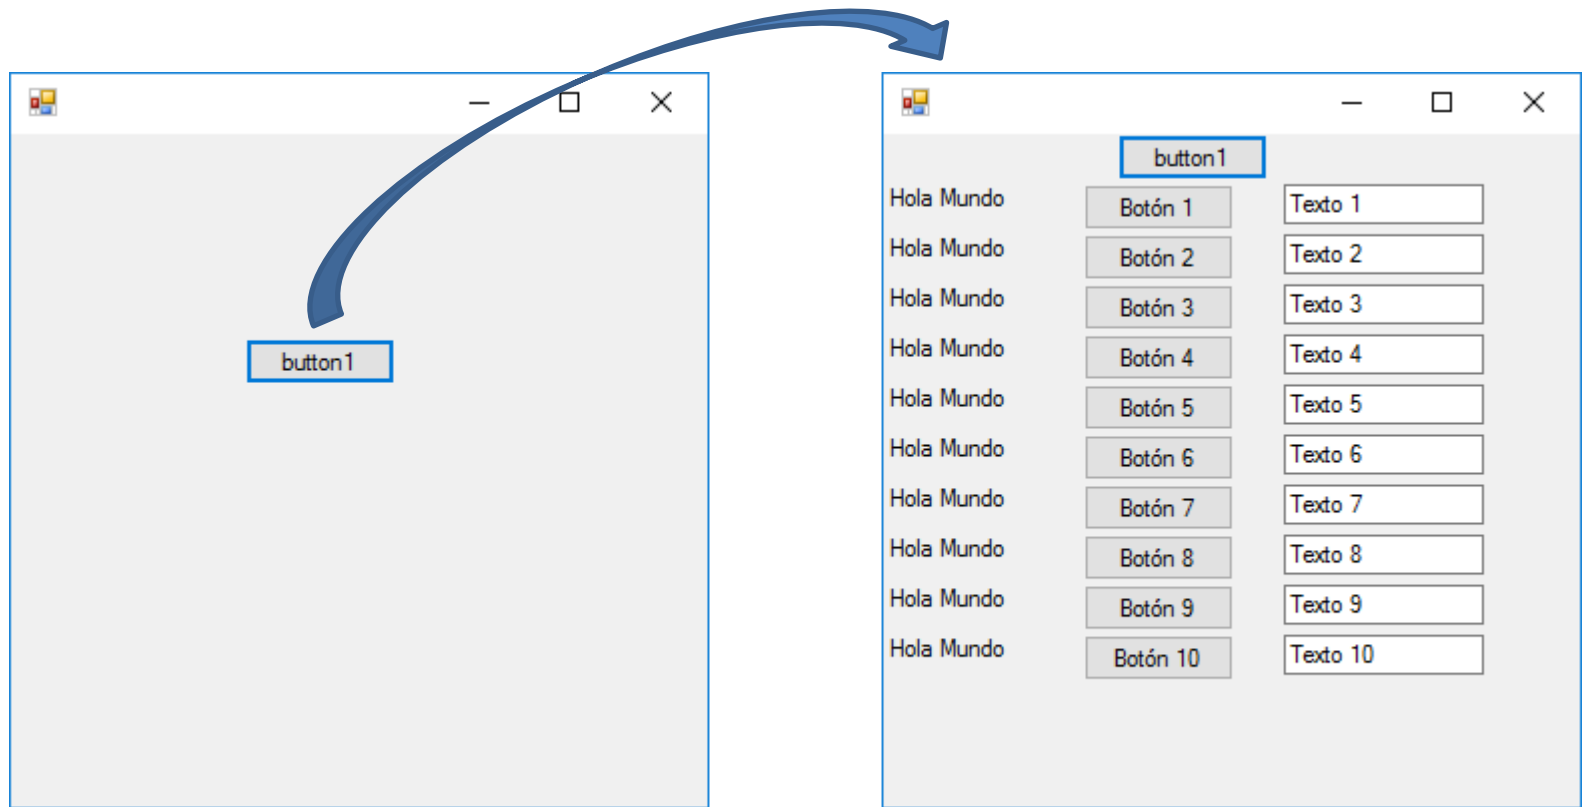 button1
button1
Hola Mundo Botón 1 Texto 1
Hola Mundo Botón 2 Texto 2
Hola Mundo Botón 3 Texto 3
Hola Mundo Botón 4 Texto 4
Hola Mundo Botón 5 Texto 5
Hola Mundo Botón 6 Texto 6
Hola Mundo Botón 7 Texto 7
Hola Mundo Botón 8 Texto 8
Hola Mundo Botón 9 Texto 9
Hola Mundo Botón 10 Texto 10